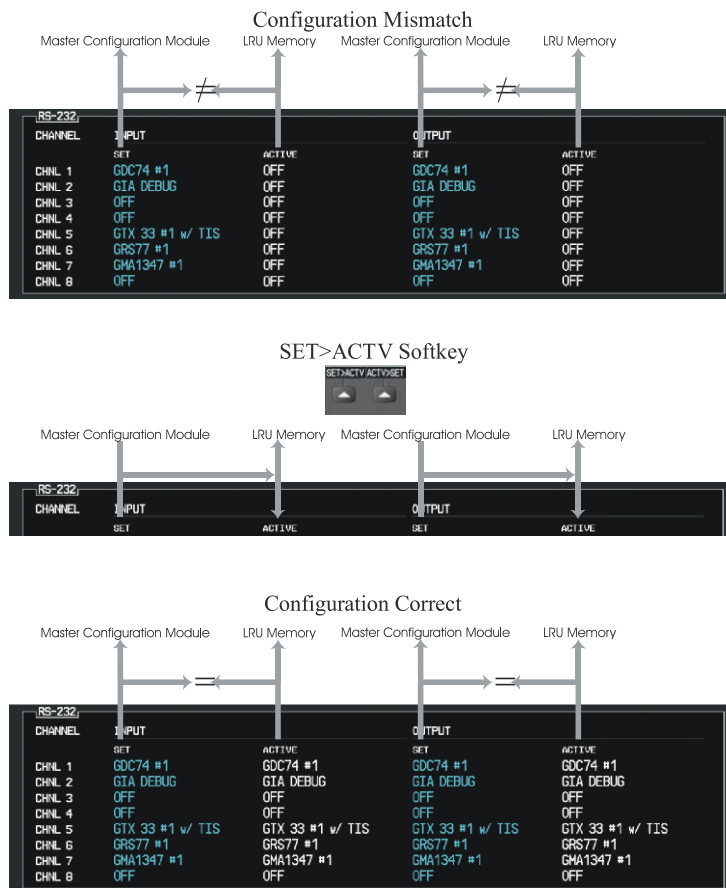 Configuration Mismatch
Master Configuration Module LRU Memory Master Configuration Module LRU Memory
≠ ≠
RS-232
CHANNEL INPUT OUTPUT
SET ACTIVE SET ACTIVE
CHNL 1 GDC74 #1 OFF GDC74 #1 OFF
CHNL 2 GIA DEBUG OFF GIA DEBUG OFF
CHNL 3 OFF OFF OFF OFF
CHNL 4 OFF OFF OFF OFF
CHNL 5 GTX 33 #1 w/ TIS OFF GTX 33 #1 w/ TIS OFF
CHNL 6 GRS77 #1 OFF GRS77 #1 OFF
CHNL 7 GMA1347 #1 OFF GMA1347 #1 OFF
CHNL 8 OFF OFF OFF OFF
SET>ACTV Softkey
SET>ACTV ACTV>SET
Master Configuration Module LRU Memory Master Configuration Module LRU Memory
RS-232
CHANNEL INPUT OUTPUT
SET ACTIVE SET ACTIVE
Configuration Correct
Master Configuration Module LRU Memory Master Configuration Module LRU Memory
= =
RS-232
CHANNEL INPUT OUTPUT
SET ACTIVE SET ACTIVE
CHNL 1 GDC74 #1 GDC74 #1 GDC74 #1 GDC74 #1
CHNL 2 GIA DEBUG GIA DEBUG GIA DEBUG GIA DEBUG
CHNL 3 OFF OFF OFF OFF
CHNL 4 OFF OFF OFF OFF
CHNL 5 GTX 33 #1 w/ TIS GTX 33 #1 w/ TIS GTX 33 #1 w/ TIS GTX 33 #1 w/ TIS
CHNL 6 GRS77 #1 GRS77 #1 GRS77 #1 GRS77 #1
CHNL 7 GMA1347 #1 GMA1347 #1 GMA1347 #1 GMA1347 #1
CHNL 8 OFF OFF OFF OFF